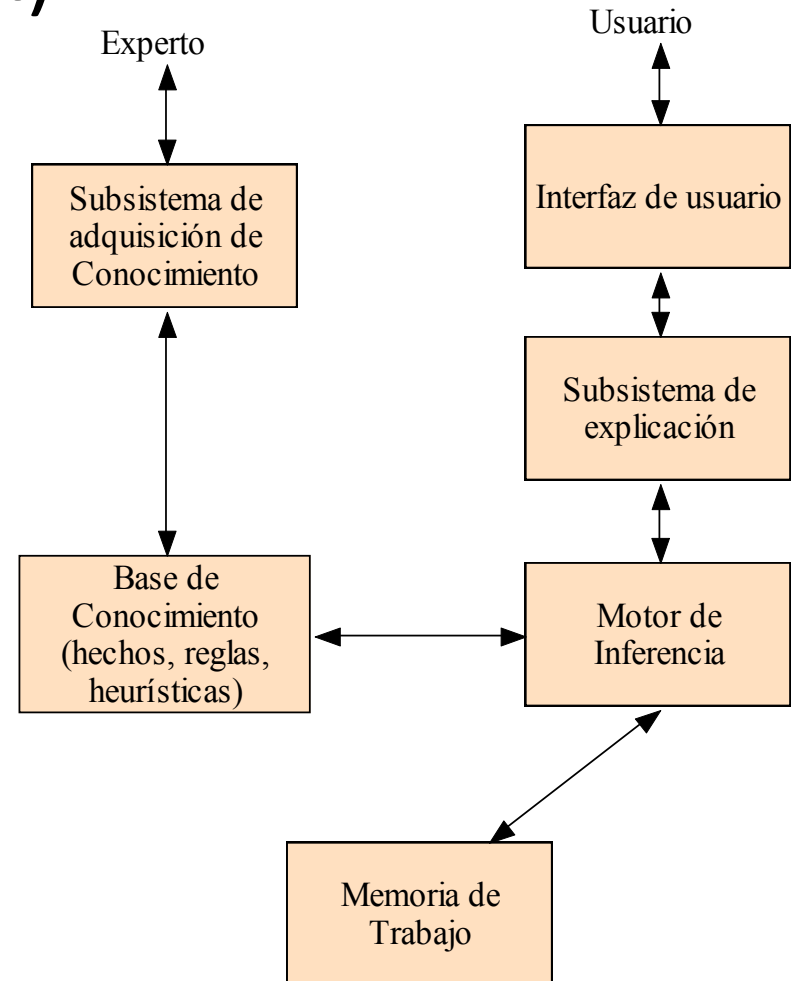 Experto
Usuario
Subsistema de
adquisición de
Conocimiento
Interfaz de usuario
Subsistema de
explicación
Base de
Conocimiento
(hechos, reglas,
heurísticas)
Motor de
Inferencia
Memoria de
Trabajo